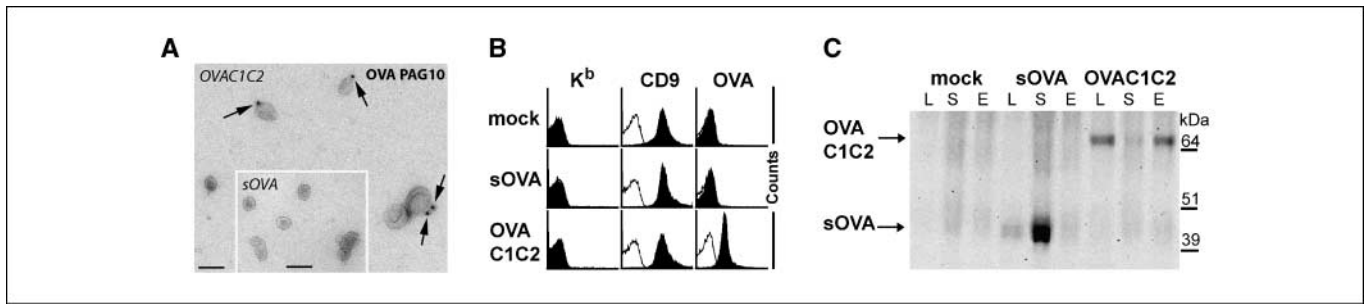 A
OVAC1C2
OVA PAG10
sOVA
B
Kb CD9 OVA
mock
sOVA
OVA
C1C2
Counts
C
mock sOVA OVAC1C2
L S E L S E L S E
kDa
OVA
C1C2
64
51
sOVA
39